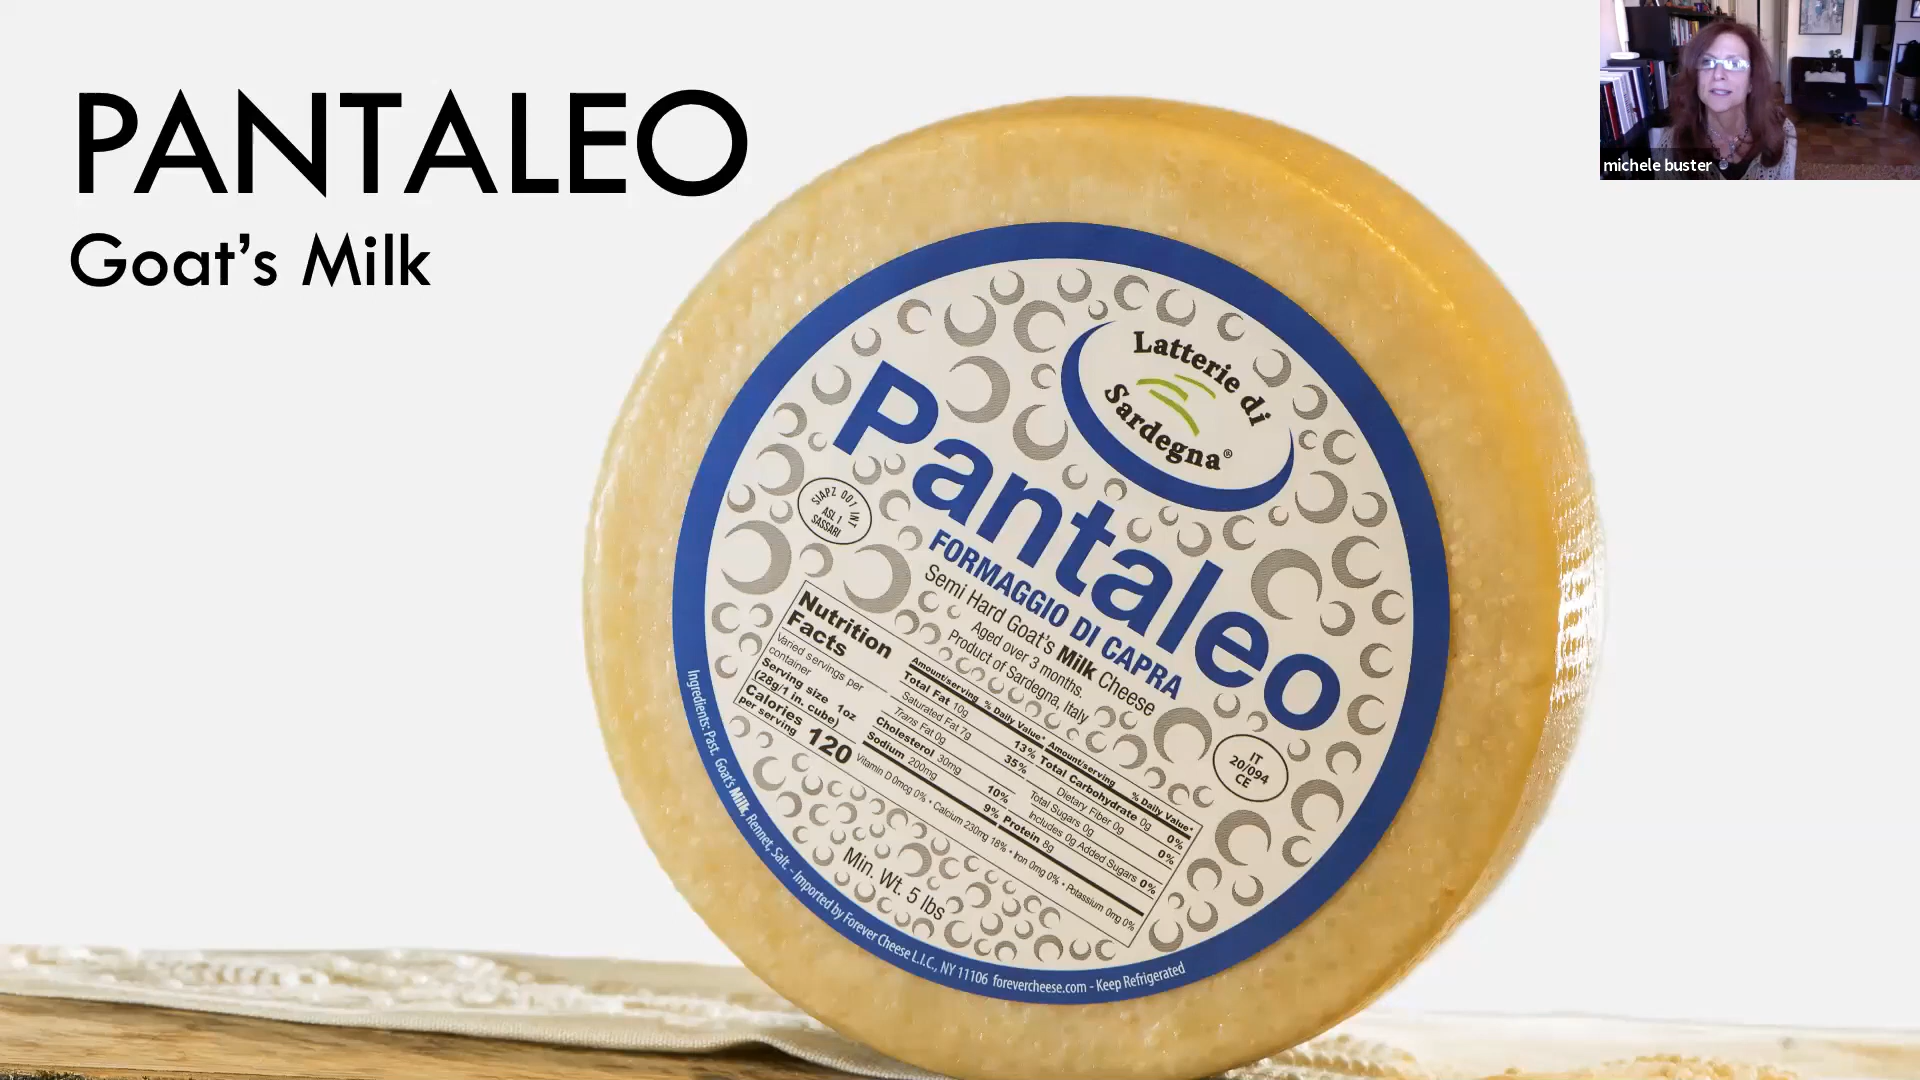 PANTALEO
Goat's Milk
michele buster
Latterie di
Sardegna®
Pantaleo
FORMAGGIO DI CAPRA
Semi Hard Goat's Milk Cheese
Aged over 3 months.
Product of Sardegna, Italy
SIAPZ 001 INT
ASL 1
SASSARI
IT
20/094
CE
Nutrition
Facts
Varied servings per
container
Serving size 1oz
(28g/1 in. cube)
Calories 120
per serving
Amount/serving % Daily Value*
Total Fat 10g 13%
Saturated Fat 7g 35%
Trans Fat 0g
Cholesterol 30mg 10%
Sodium 200mg 9%
Amount/serving % Daily Value*
Total Carbohydrate 0g 0%
Dietary Fiber 0g 0%
Total Sugars 0g
Includes 0g Added Sugars 0%
Protein 8g
Vitamin D 0mcg 0% • Calcium 230mg 18% • Iron 0mg 0% • Potassium 0mg 0%
Min. Wt. 5 lbs
Ingredients: Past. Goat's Milk, Rennet, Salt. - Imported by Forever Cheese L.I.C., NY 11106 forevercheese.com - Keep Refrigerated